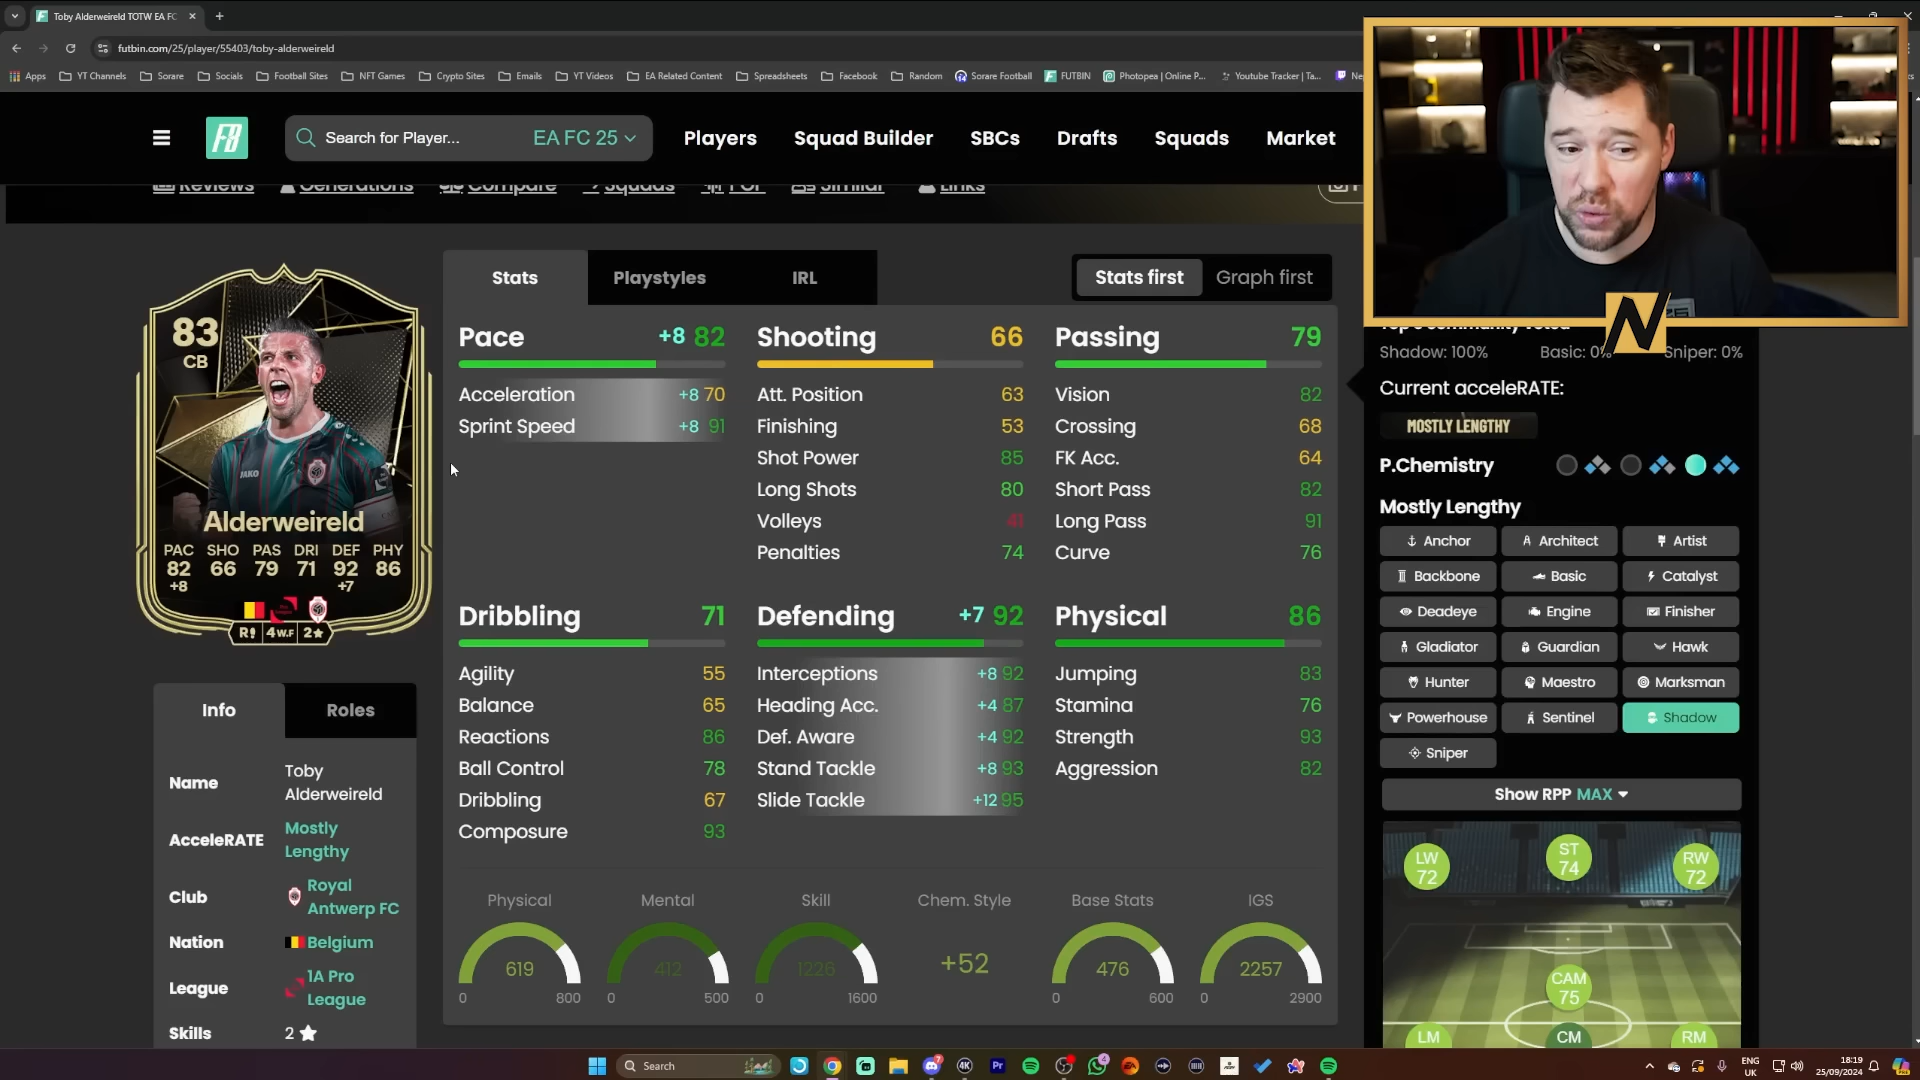 Toby Alderweireld TOTW EA FC
futbin.com/25/player/55403/toby-alderweireld
Apps YT Channels Sorare Socials Football Sites NFT Games Crypto Sites Emails YT Videos EA Related Content Spreadsheets Facebook Random Sorare Football FUTBIN Photopea | Online P... Youtube Tracker | Ta...
FB Search for Player... EA FC 25 Players Squad Builder SBCs Drafts Squads Market
Reviews Generations Compare Squads POP Similar Links
Stats Playstyles IRL Stats first Graph first
83
CB
JAKO
Alderweireld
PAC SHO PAS DRI DEF PHY
82 66 79 71 92 86
+8 +7
R 4 W.F 2★
Pace +8 82
Acceleration +8 70
Sprint Speed +8 91
Shooting 66
Att. Position 63
Finishing 53
Shot Power 85
Long Shots 80
Volleys 41
Penalties 74
Passing 79
Vision 82
Crossing 68
FK Acc. 64
Short Pass 82
Long Pass 91
Curve 76
Dribbling 71
Agility 55
Balance 65
Reactions 86
Ball Control 78
Dribbling 67
Composure 93
Defending +7 92
Interceptions +8 92
Heading Acc. +4 87
Def. Aware +4 92
Stand Tackle +8 93
Slide Tackle +12 95
Physical 86
Jumping 83
Stamina 76
Strength 93
Aggression 82
Physical Mental Skill Chem. Style Base Stats IGS
619 412 1226 +52 476 2257
0 800 0 500 0 1600 0 600 0 2900
Info Roles
Name Toby Alderweireld
AcceleRATE Mostly Lengthy
Club Royal Antwerp FC
Nation Belgium
League 1A Pro League
Skills 2 ★
N
Shadow: 100% Basic: 0% Sniper: 0%
Current acceleRATE:
MOSTLY LENGTHY
P.Chemistry
Mostly Lengthy
Anchor Architect Artist
Backbone Basic Catalyst
Deadeye Engine Finisher
Gladiator Guardian Hawk
Hunter Maestro Marksman
Powerhouse Sentinel Shadow
Sniper
Show RPP MAX
LW 72
ST 74
RW 72
CAM 75
LM CM RM
Search
4K Pr
ENG UK
18:19
25/09/2024